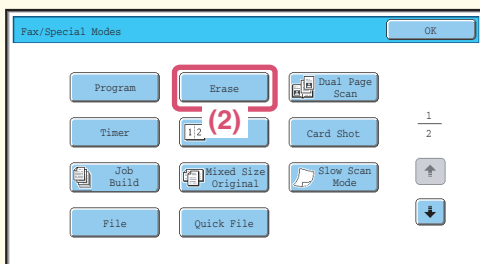 Fax/Special Modes
OK
Program
Erase
Dual Page
Scan
(2)
Timer
1 2
Card Shot
1
2
Job
Build
Mixed Size
Original
Slow Scan
Mode
File
Quick File